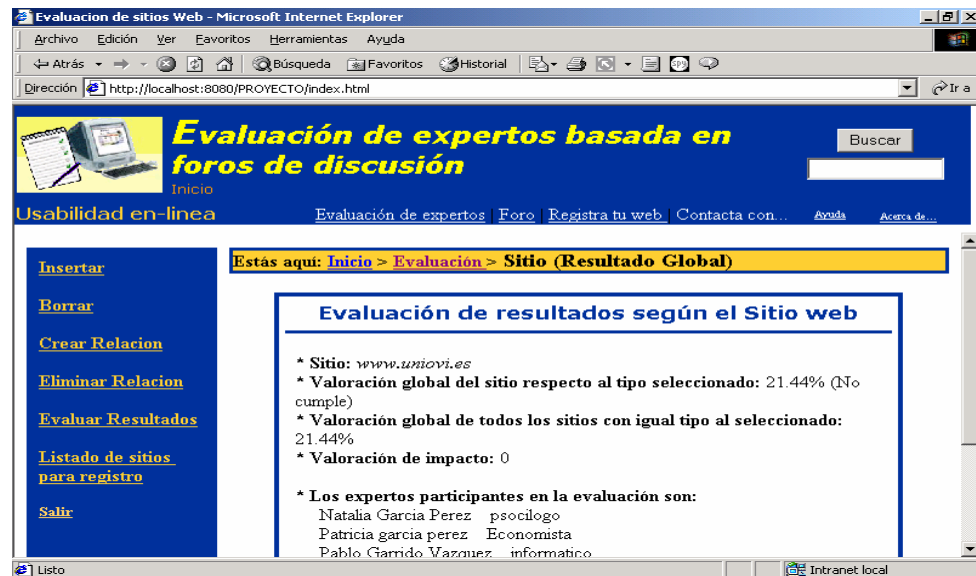 Evaluacion de sitios Web - Microsoft Internet Explorer
Archivo Edición Ver Favoritos Herramientas Ayuda
Atrás Búsqueda Favoritos Historial
Dirección http://localhost:8080/PROYECTO/index.html Ir a
Evaluación de expertos basada en
foros de discusión
Buscar
Inicio
Usabilidad en-linea
Evaluación de expertos | Foro | Registra tu web Contacta con... Ayuda Acerca de...
Insertar
Borrar
Crear Relacion
Eliminar Relacion
Evaluar Resultados
Listado de sitios
para registro
Salir
Estás aquí: Inicio > Evaluación > Sitio (Resultado Global)
Evaluación de resultados según el Sitio web
* Sitio: www.uniovi.es
* Valoración global del sitio respecto al tipo seleccionado: 21.44% (No
cumple)
* Valoración global de todos los sitios con igual tipo al seleccionado:
21.44%
* Valoración de impacto: 0
* Los expertos participantes en la evaluación son:
Natalia Garcia Perez psocilogo
Patricia garcia perez Economista
Pablo Garrido Vazquez informatico
Listo
Intranet local